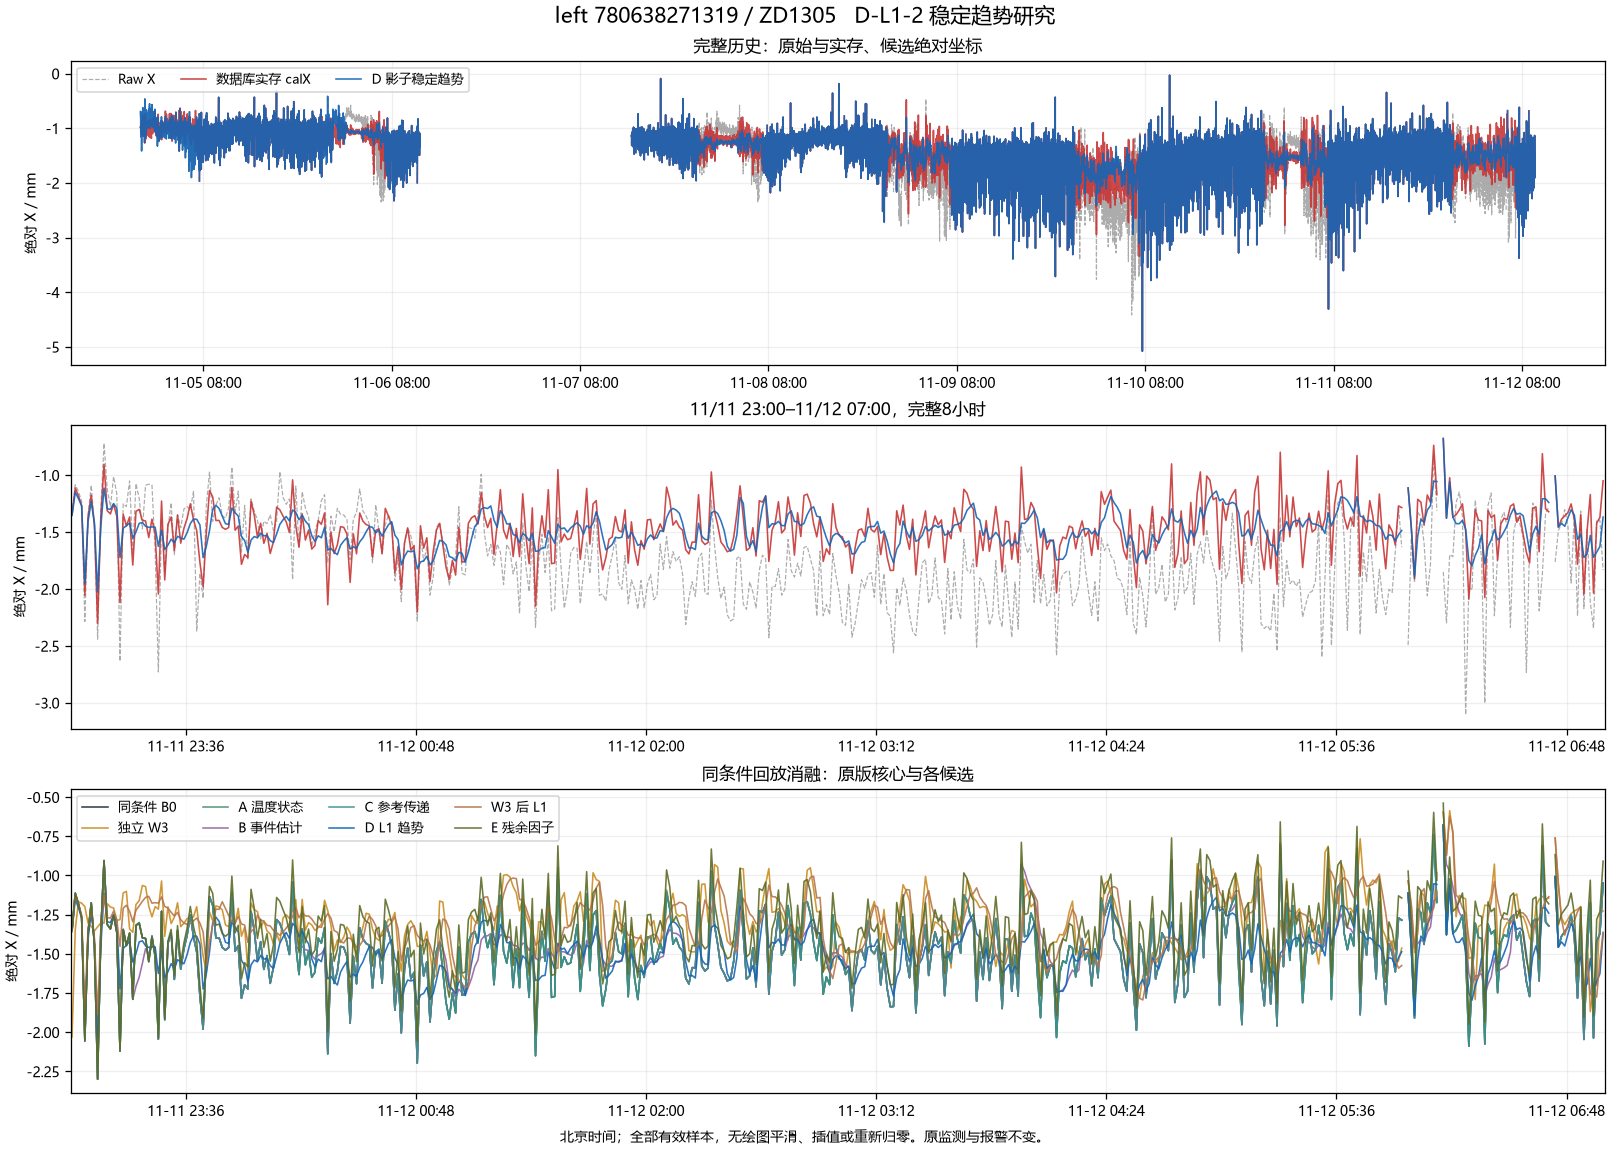 left 780638271319 / ZD1305   D-L1-2 稳定趋势研究
完整历史：原始与实存、候选绝对坐标
Raw X
数据库实存 calX
D 影子稳定趋势
绝对 X / mm
0
-1
-2
-3
-4
-5
11-05 08:00
11-06 08:00
11-07 08:00
11-08 08:00
11-09 08:00
11-10 08:00
11-11 08:00
11-12 08:00
11/11 23:00–11/12 07:00，完整8小时
绝对 X / mm
-1.0
-1.5
-2.0
-2.5
-3.0
11-11 23:36
11-12 00:48
11-12 02:00
11-12 03:12
11-12 04:24
11-12 05:36
11-12 06:48
同条件回放消融：原版核心与各候选
同条件 B0
A 温度状态
C 参考传递
W3 后 L1
独立 W3
B 事件估计
D L1 趋势
E 残余因子
绝对 X / mm
-0.50
-0.75
-1.00
-1.25
-1.50
-1.75
-2.00
-2.25
11-11 23:36
11-12 00:48
11-12 02:00
11-12 03:12
11-12 04:24
11-12 05:36
11-12 06:48
北京时间；全部有效样本，无绘图平滑、插值或重新归零。原监测与报警不变。